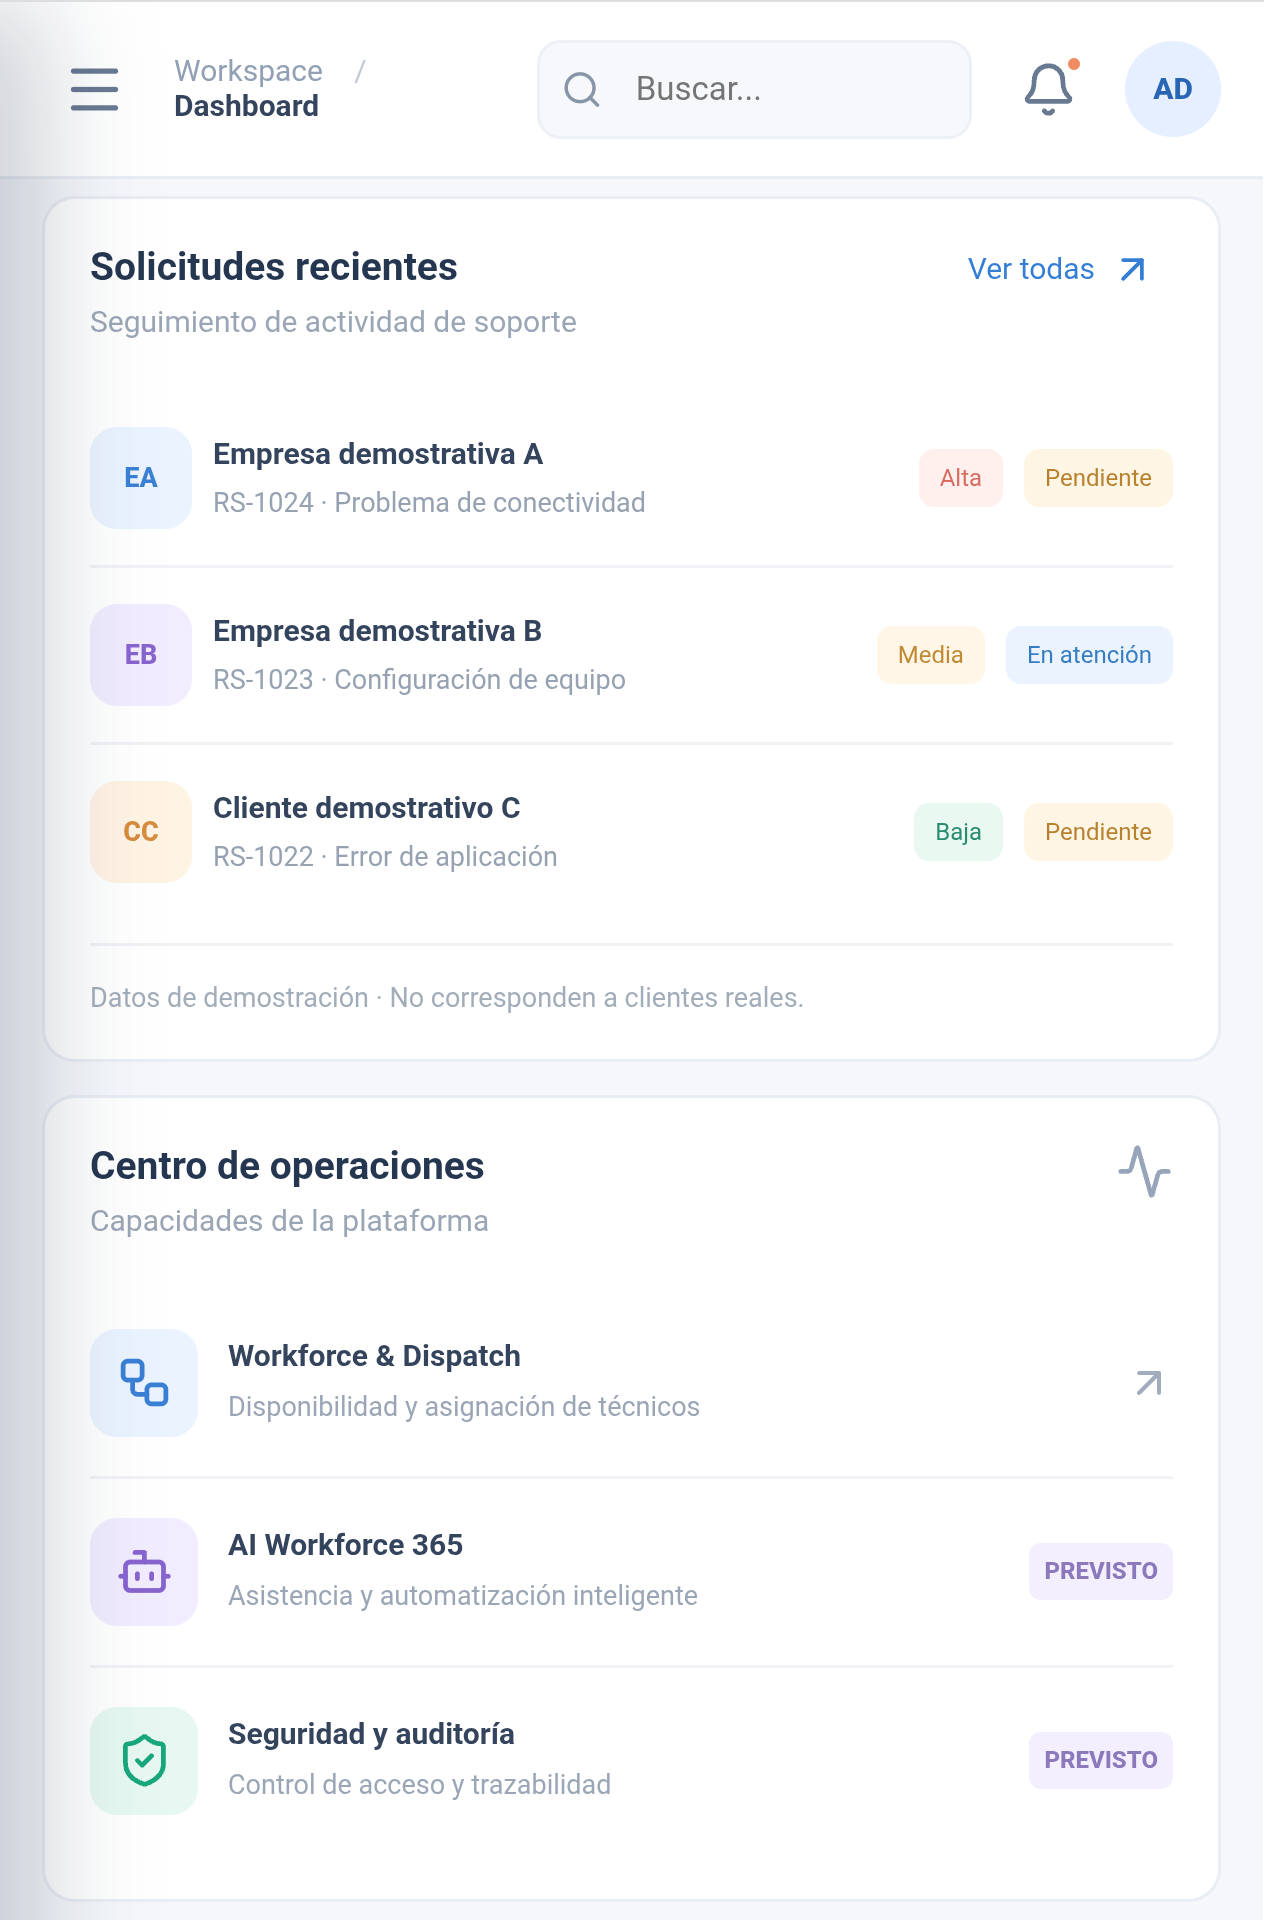 Workspace /
Dashboard
Buscar...
AD
Solicitudes recientes
Ver todas
Seguimiento de actividad de soporte
EA
Empresa demostrativa A
RS-1024 · Problema de conectividad
Alta
Pendiente
EB
Empresa demostrativa B
RS-1023 · Configuración de equipo
Media
En atención
CC
Cliente demostrativo C
RS-1022 · Error de aplicación
Baja
Pendiente
Datos de demostración · No corresponden a clientes reales.
Centro de operaciones
Capacidades de la plataforma
Workforce & Dispatch
Disponibilidad y asignación de técnicos
AI Workforce 365
Asistencia y automatización inteligente
PREVISTO
Seguridad y auditoría
Control de acceso y trazabilidad
PREVISTO